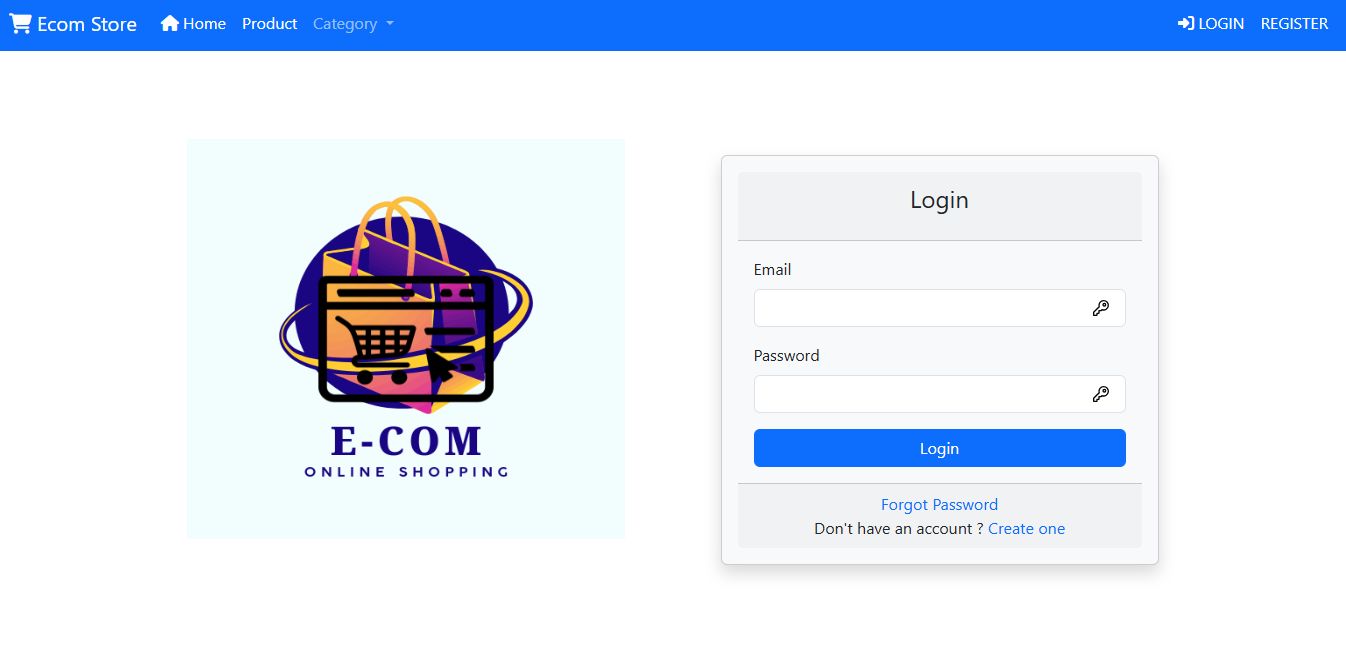 Ecom Store Home Product Category LOGIN REGISTER
E-COM
ONLINE SHOPPING
Login
Email
Password
Login
Forgot Password
Don't have an account ? Create one